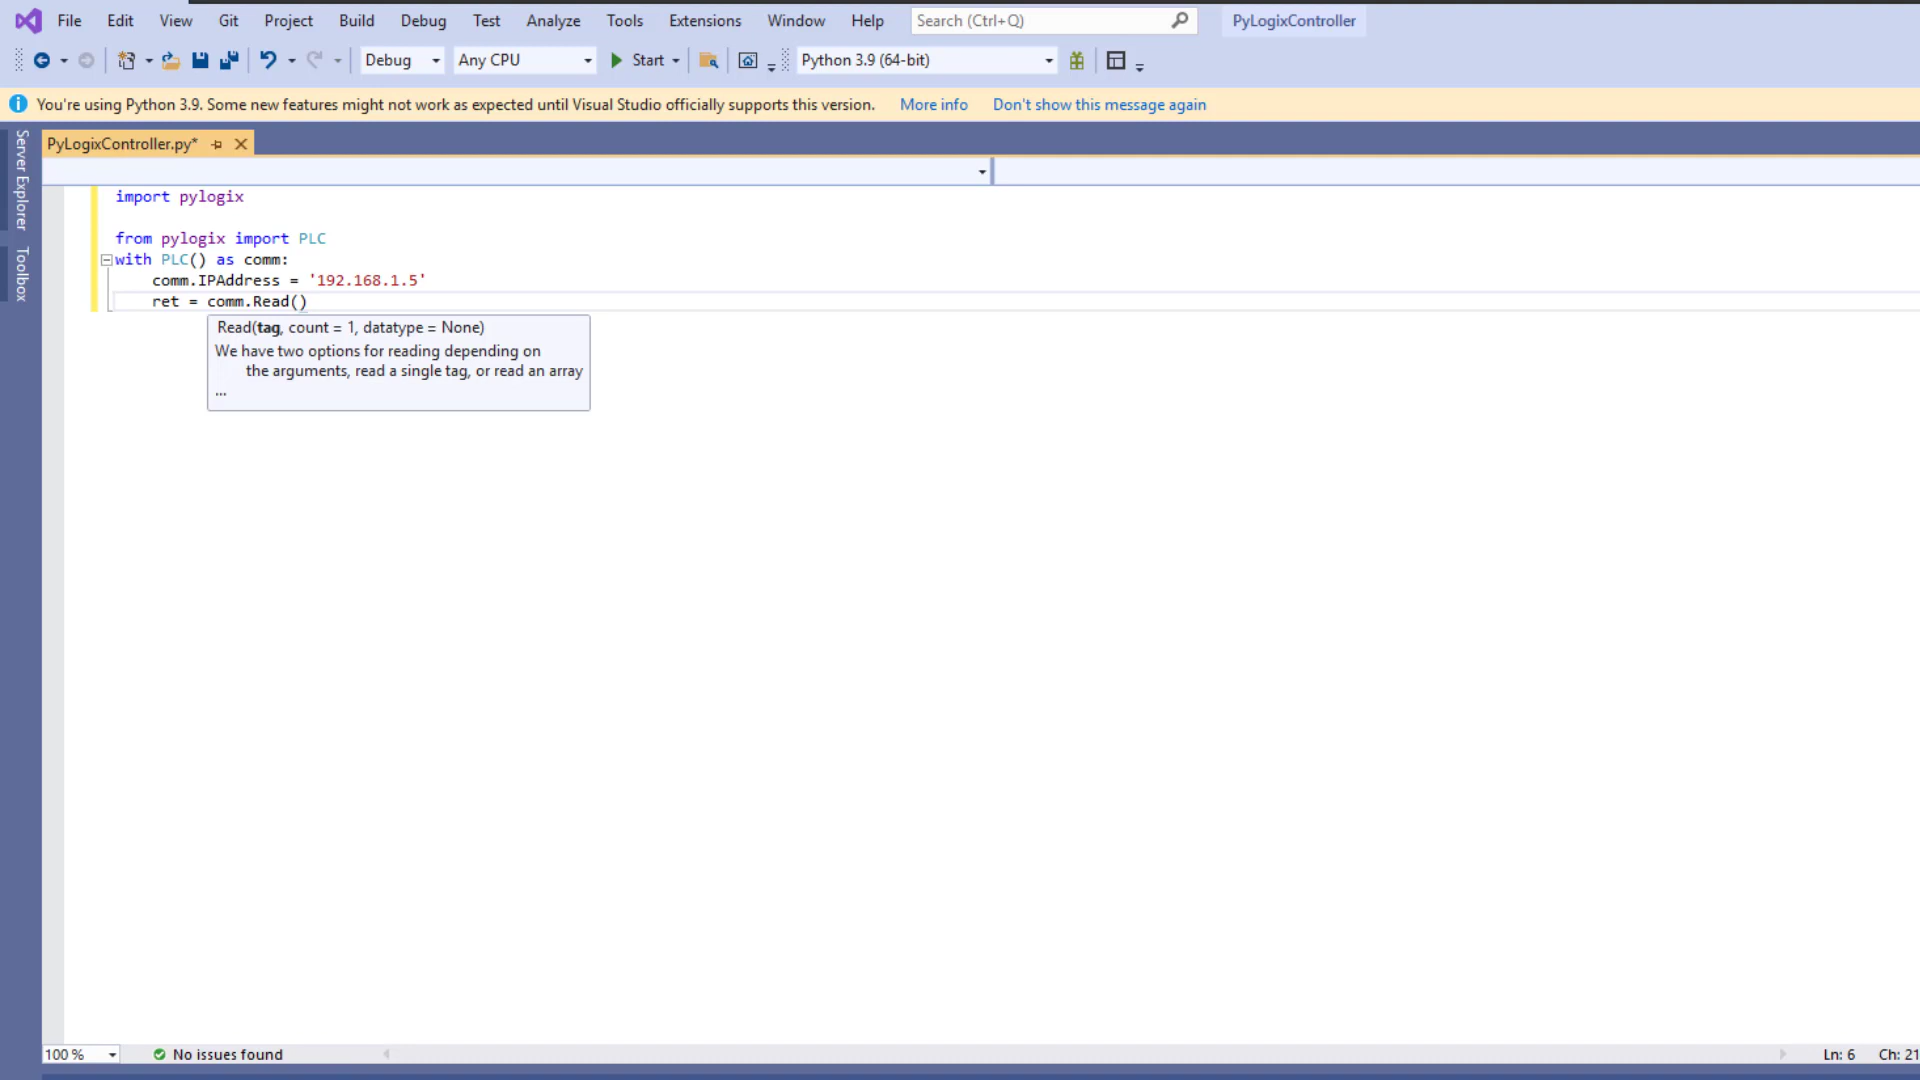 File Edit View Git Project Build Debug Test Analyze Tools Extensions Window Help Search (Ctrl+Q) PyLogixController
Debug Any CPU Start Python 3.9 (64-bit)
You're using Python 3.9. Some new features might not work as expected until Visual Studio officially supports this version. More info Don't show this message again
Server Explorer
Toolbox
PyLogixController.py*
import pylogix
from pylogix import PLC
with PLC() as comm:
comm.IPAddress = '192.168.1.5'
ret = comm.Read()
Read(tag, count = 1, datatype = None)
We have two options for reading depending on
the arguments, read a single tag, or read an array
...
100 % No issues found Ln: 6 Ch: 21